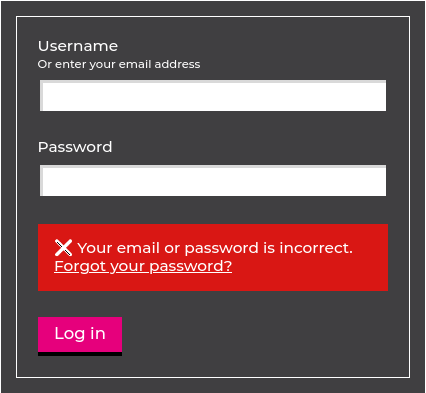 Username
Or enter your email address
Password
❌ Your email or password is incorrect.
Forgot your password?
Log in